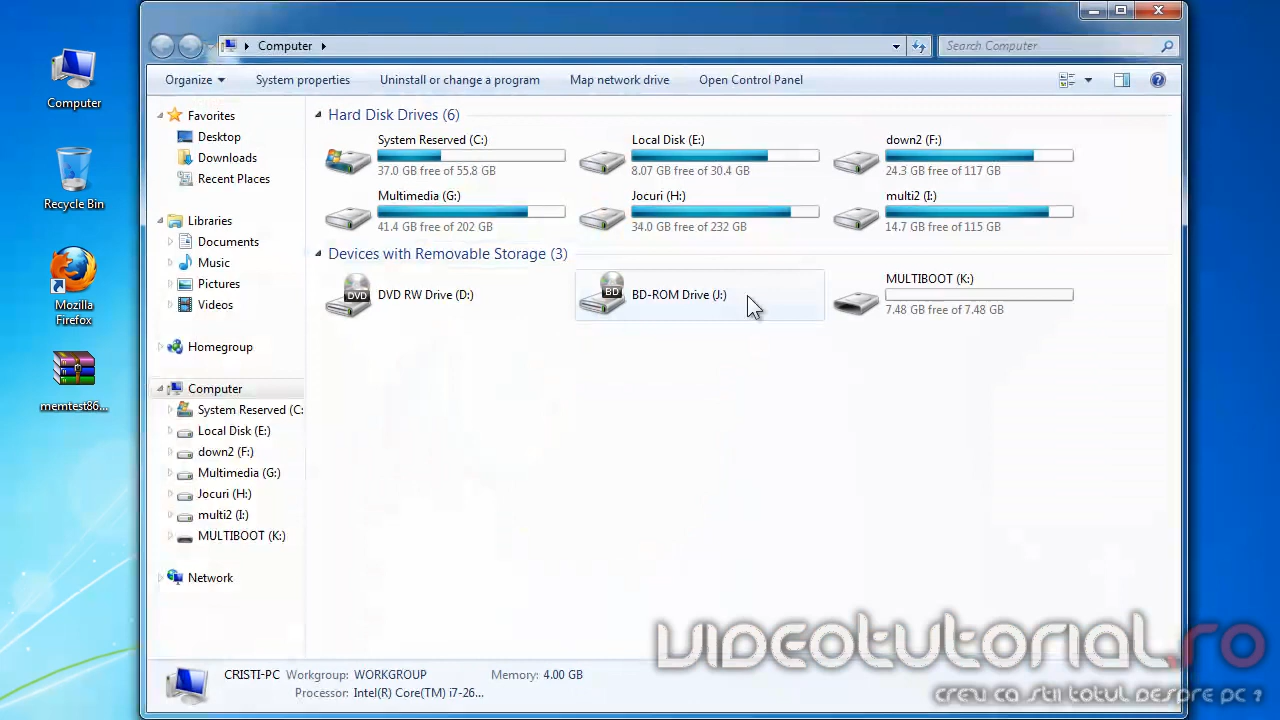 Computer
Search Computer
Organize
System properties
Uninstall or change a program
Map network drive
Open Control Panel
Computer
Recycle Bin
Mozilla
Firefox
memtest86...
Favorites
Desktop
Downloads
Recent Places
Libraries
Documents
Music
Pictures
Videos
Homegroup
Computer
System Reserved (C:
Local Disk (E:)
down2 (F:)
Multimedia (G:)
Jocuri (H:)
multi2 (I:)
MULTIBOOT (K:)
Network
Hard Disk Drives (6)
System Reserved (C:)
37.0 GB free of 55.8 GB
Local Disk (E:)
8.07 GB free of 30.4 GB
down2 (F:)
24.3 GB free of 117 GB
Multimedia (G:)
41.4 GB free of 202 GB
Jocuri (H:)
34.0 GB free of 232 GB
multi2 (I:)
14.7 GB free of 115 GB
Devices with Removable Storage (3)
DVD
DVD RW Drive (D:)
BD
BD-ROM Drive (J:)
MULTIBOOT (K:)
7.48 GB free of 7.48 GB
CRISTI-PC Workgroup: WORKGROUP Memory: 4.00 GB
Processor: Intel(R) Core(TM) i7-26...
VIDEOTUTORIAL.RO
CREU CA STII TOTUL DESPRE PC ?